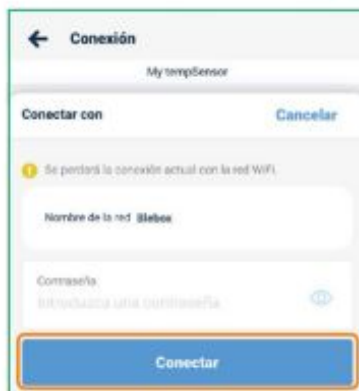 Conexión
My tempSensor
Conectar con Cancelar
Se perderá la conexión actual con la red WiFi.
Nombre de la red Blebox
Contraseña
Introduzca una contraseña
Conectar